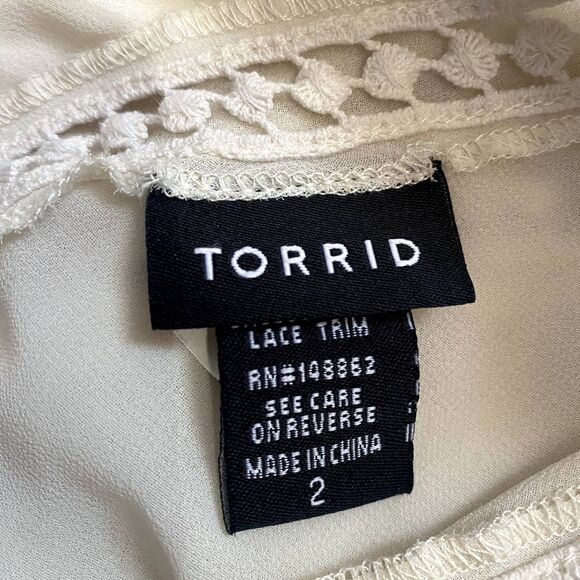 TORRID
LACE TRIM
RN#148862
SEE CARE
ON REVERSE
MADE IN CHINA
2